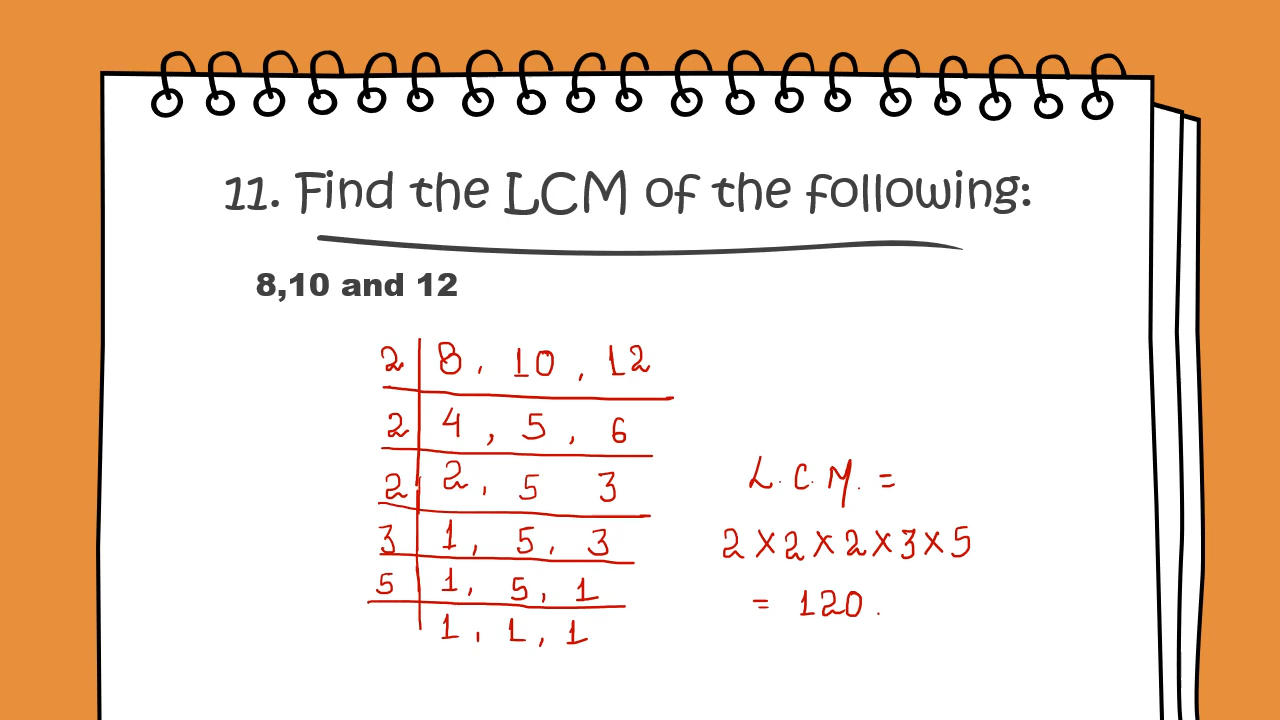 11. Find the LCM of the following:
8,10 and 12
2 8, 10, 12
2 4, 5, 6
2 2, 5 3
3 1, 5, 3
5 1, 5, 1
1, 1, 1
L.C.M. =
2×2×2×3×5
= 120.